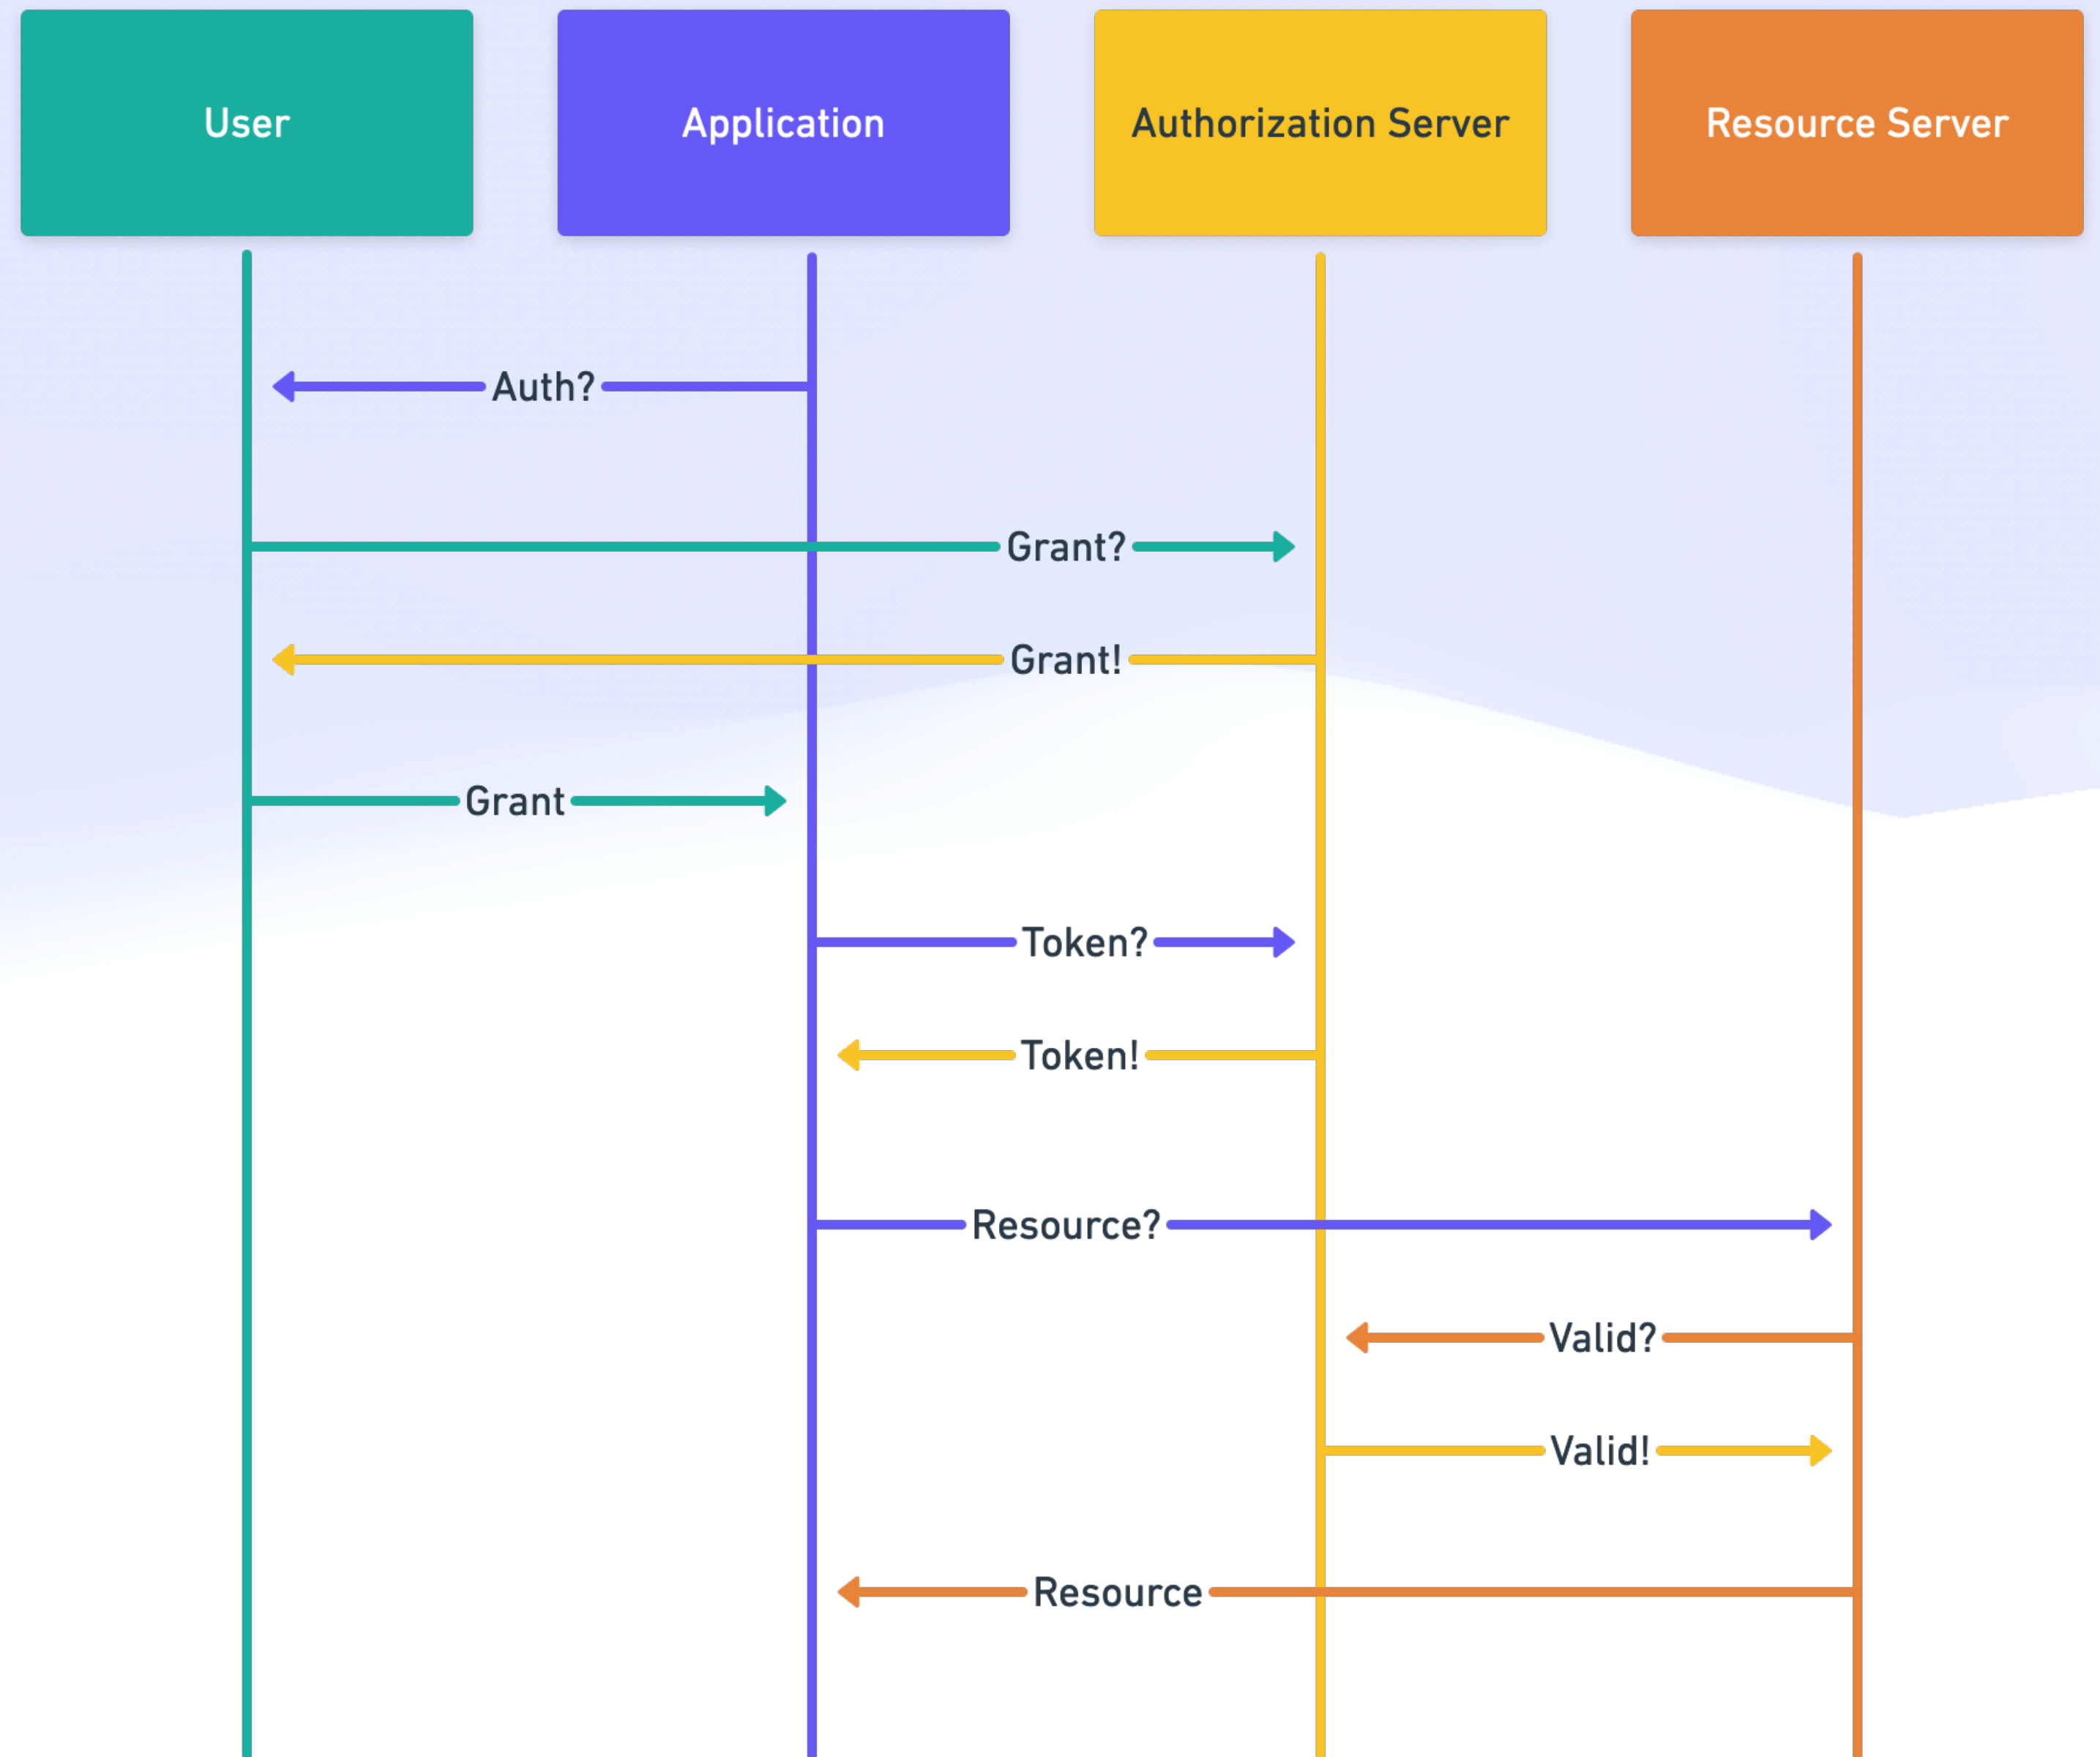 User
Application
Authorization Server
Resource Server
Auth?
Grant?
Grant!
Grant
Token?
Token!
Resource?
Valid?
Valid!
Resource